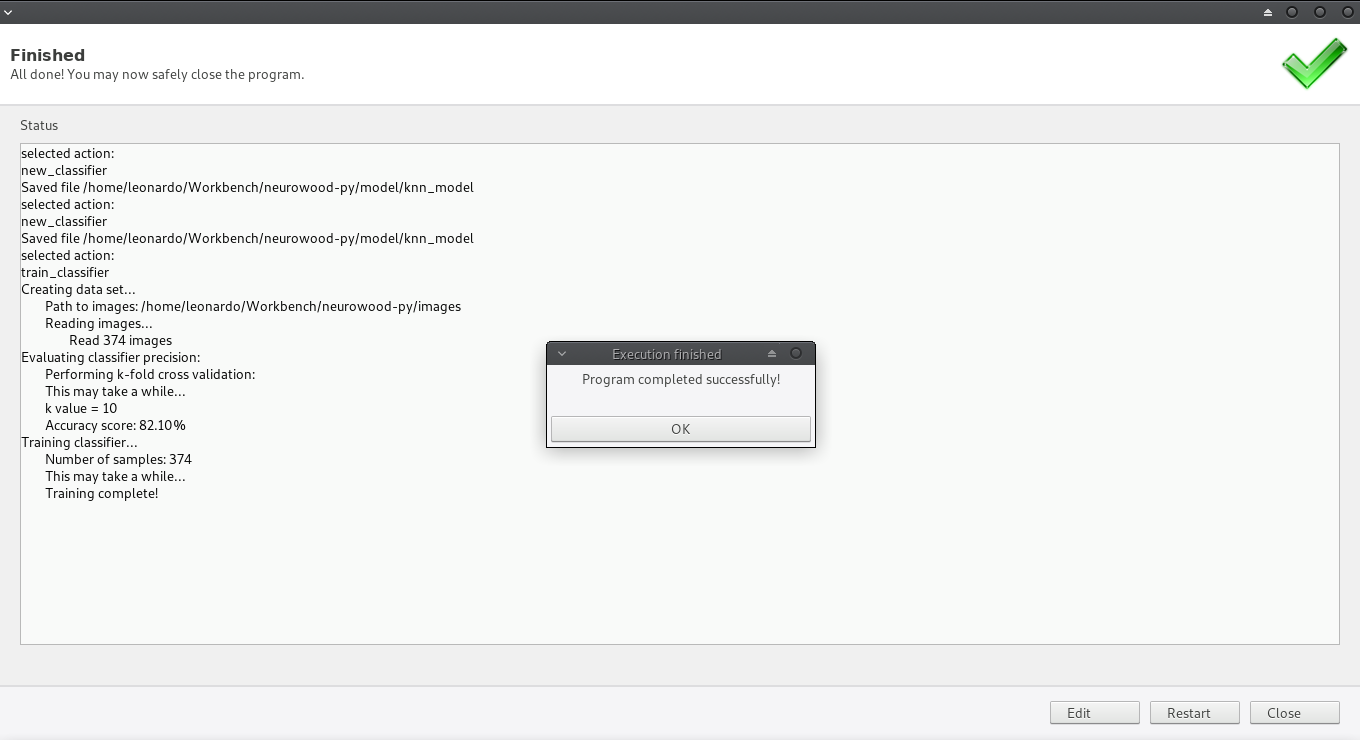 Finished
All done! You may now safely close the program.
Status
selected action:
new_classifier
Saved file /home/leonardo/Workbench/neurowood-py/model/knn_model
selected action:
new_classifier
Saved file /home/leonardo/Workbench/neurowood-py/model/knn_model
selected action:
train_classifier
Creating data set...
Path to images: /home/leonardo/Workbench/neurowood-py/images
Reading images...
Read 374 images
Evaluating classifier precision:
Performing k-fold cross validation:
This may take a while...
k value = 10
Accuracy score: 82.10%
Training classifier...
Number of samples: 374
This may take a while...
Training complete!
Execution finished
Program completed successfully!
OK
Edit
Restart
Close